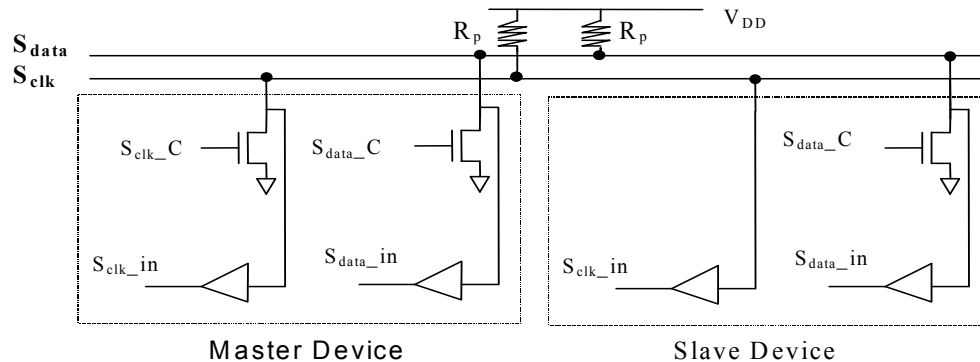 V_DD
R_p R_p
S_data
S_clk
S_clk_C S_data_C S_data_C
S_clk_in S_data_in S_clk_in S_data_in
Master Device Slave Device